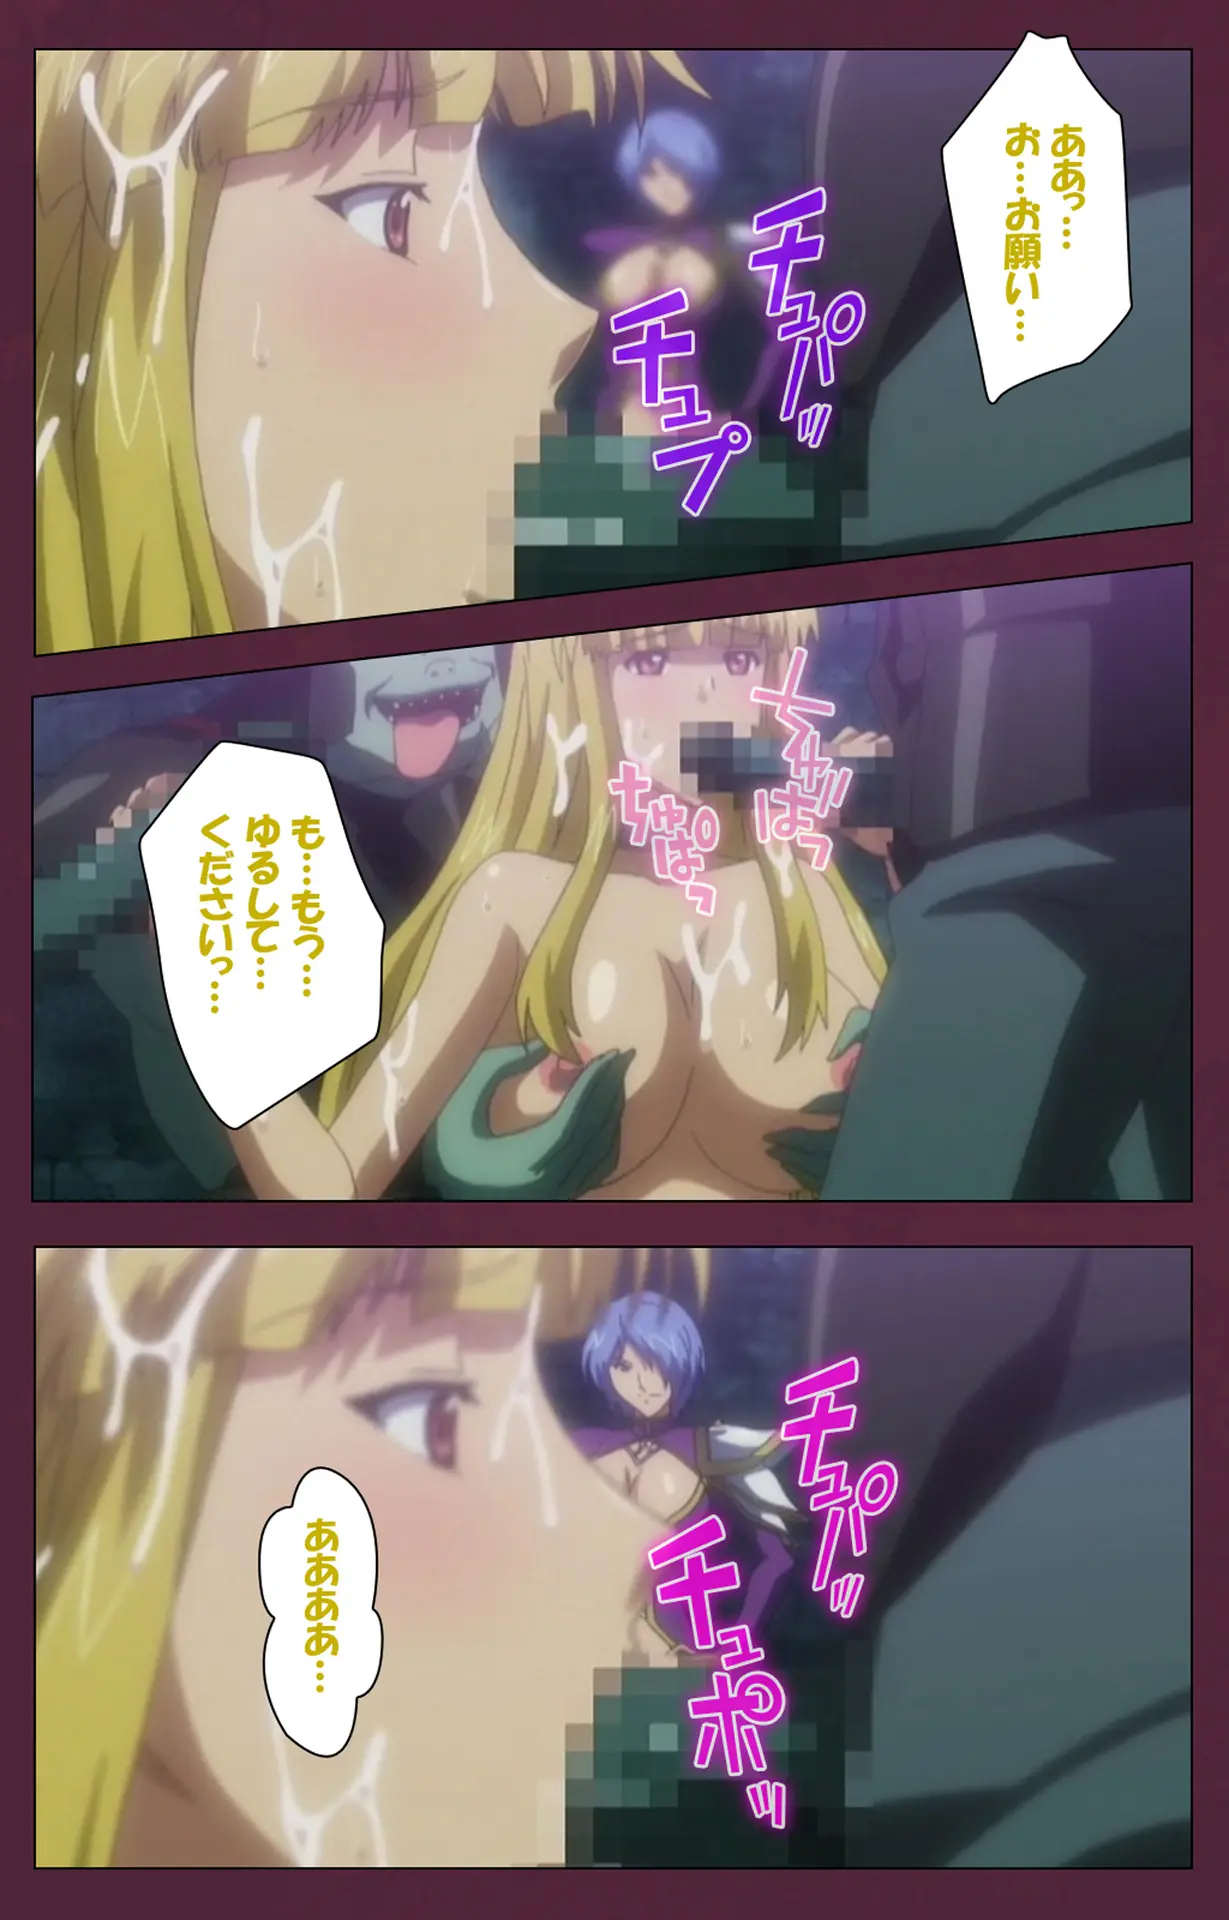 ああっ…
お…お願い…
チュパッ
チュプ
ちゅばっ
ちゅぱっ
も…もう…
ゆるして…
くださいっ…
チュパッ
チュポッ
ああああ…